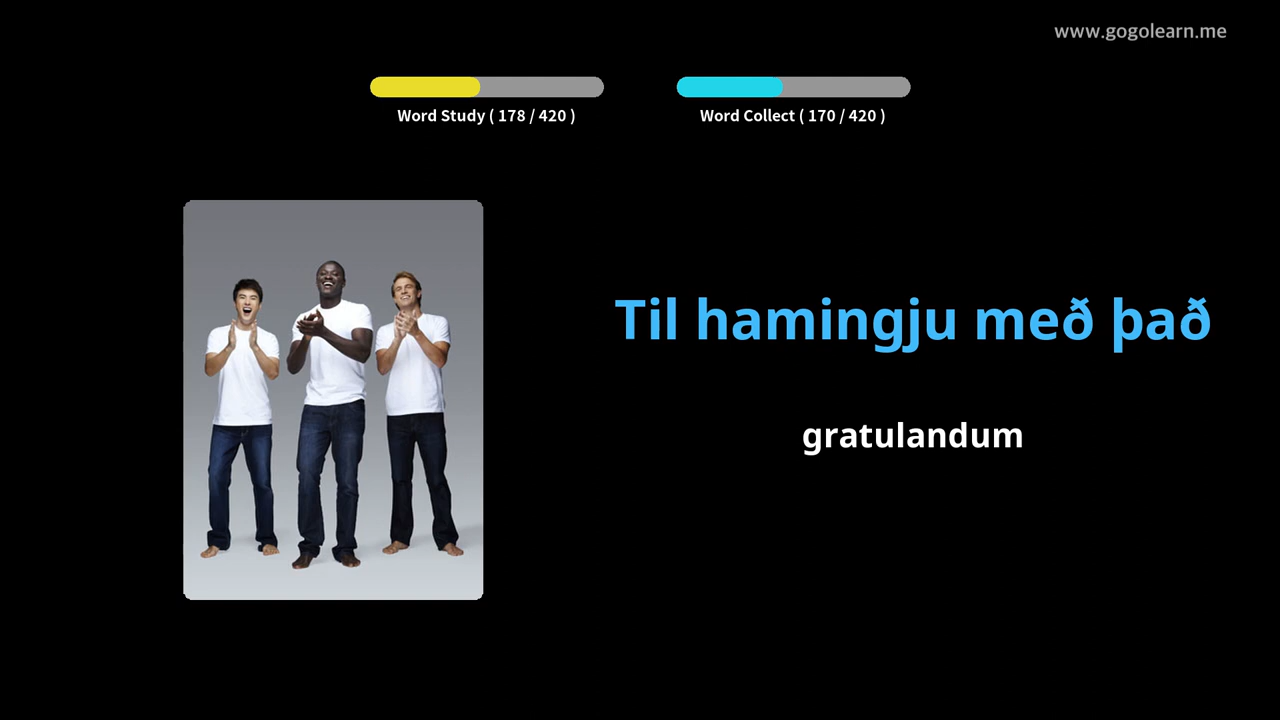 www.gogolearn.me
Word Study ( 178 / 420 )
Word Collect ( 170 / 420 )
Til hamingju með það
gratulandum